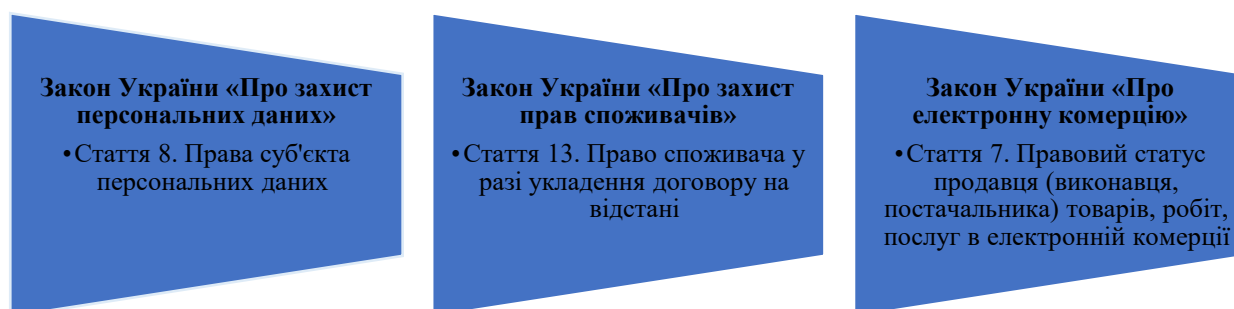 Закон України «Про захист
персональних даних»
•Стаття 8. Права суб'єкта
персональних даних
Закон України «Про захист
прав споживачів»
•Стаття 13. Право споживача у
разі укладення договору на
відстані
Закон України «Про
електронну комерцію»
•Стаття 7. Правовий статус
продавця (виконавця,
постачальника) товарів, робіт,
послуг в електронній комерції